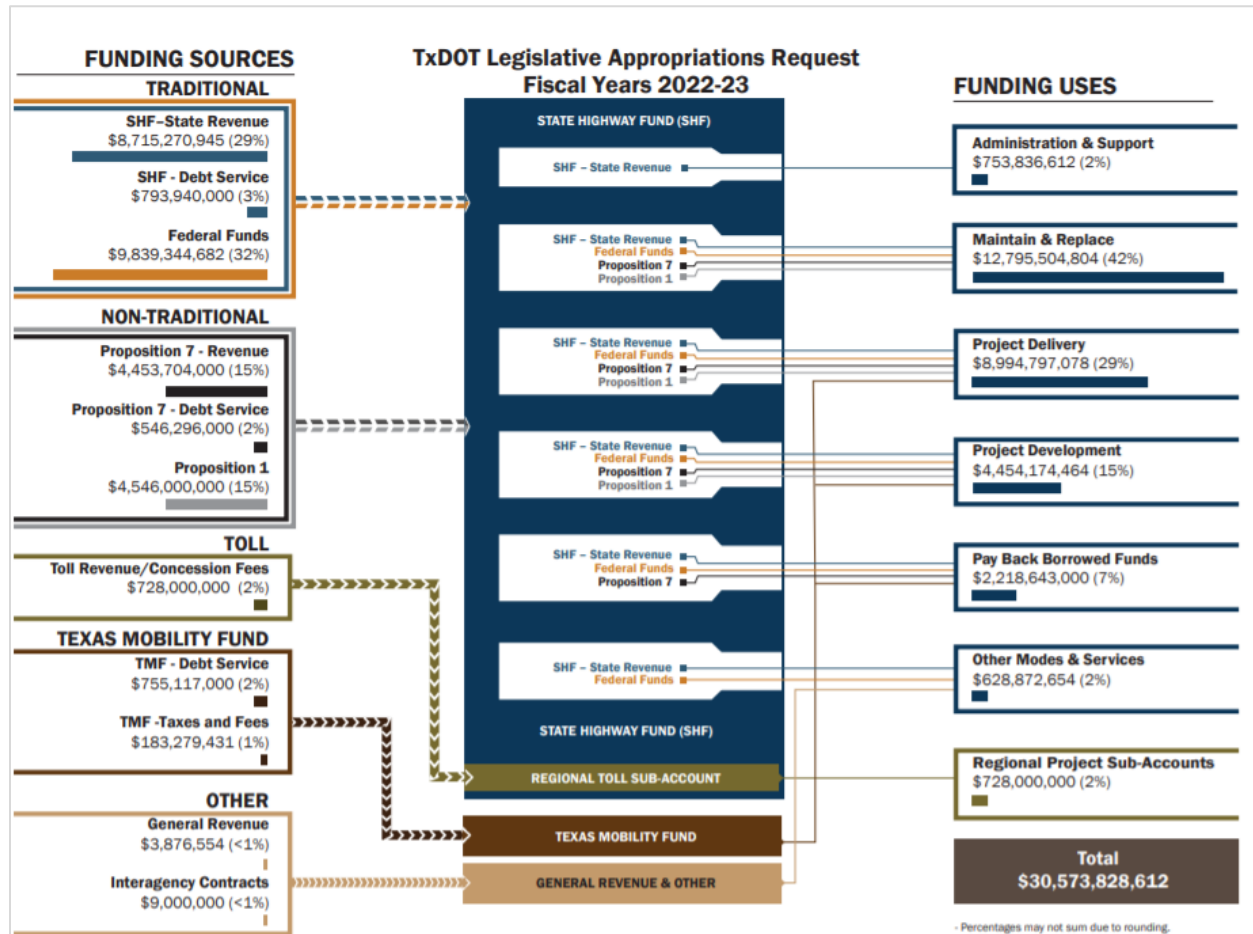 FUNDING SOURCES
TRADITIONAL
SHF–State Revenue
$8,715,270,945 (29%)
SHF - Debt Service
$793,940,000 (3%)
Federal Funds
$9,839,344,682 (32%)
NON-TRADITIONAL
Proposition 7 - Revenue
$4,453,704,000 (15%)
Proposition 7 - Debt Service
$546,296,000 (2%)
Proposition 1
$4,546,000,000 (15%)
TOLL
Toll Revenue/Concession Fees
$728,000,000 (2%)
TEXAS MOBILITY FUND
TMF - Debt Service
$755,117,000 (2%)
TMF -Taxes and Fees
$183,279,431 (1%)
OTHER
General Revenue
$3,876,554 (<1%)
Interagency Contracts
$9,000,000 (<1%)
TxDOT Legislative Appropriations Request
Fiscal Years 2022-23
STATE HIGHWAY FUND (SHF)
SHF – State Revenue
SHF – State Revenue
Federal Funds
Proposition 7
Proposition 1
SHF – State Revenue
Federal Funds
Proposition 7
Proposition 1
SHF – State Revenue
Federal Funds
Proposition 7
Proposition 1
SHF – State Revenue
Federal Funds
Proposition 7
SHF – State Revenue
Federal Funds
STATE HIGHWAY FUND (SHF)
REGIONAL TOLL SUB-ACCOUNT
TEXAS MOBILITY FUND
GENERAL REVENUE & OTHER
FUNDING USES
Administration & Support
$753,836,612 (2%)
Maintain & Replace
$12,795,504,804 (42%)
Project Delivery
$8,994,797,078 (29%)
Project Development
$4,454,174,464 (15%)
Pay Back Borrowed Funds
$2,218,643,000 (7%)
Other Modes & Services
$628,872,654 (2%)
Regional Project Sub-Accounts
$728,000,000 (2%)
Total
$30,573,828,612
- Percentages may not sum due to rounding.